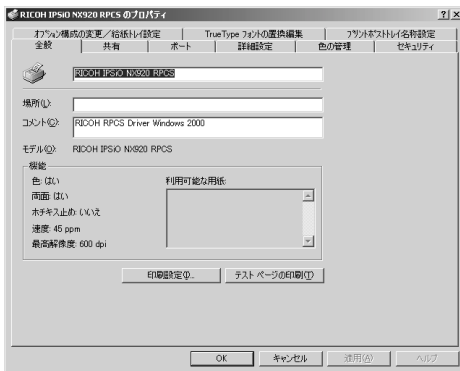 RICOH IPSiO NX920 RPCS のプロパティ
オプション構成の変更／給紙トレイ設定 TrueType フォントの置換編集 プリントポストトレイ名称設定
全般 共有 ポート 詳細設定 色の管理 セキュリティ
RICOH IPSiO NX920 RPCS
場所(L):
コメント(C): RICOH RPCS Driver Windows 2000
モデル(O): RICOH IPSiO NX920 RPCS
機能
色: はい 利用可能な用紙:
両面: はい
ホチキス止め: いいえ
速度: 45 ppm
最高解像度: 600 dpi
印刷設定(I)... テスト ページの印刷(T)
OK キャンセル 適用(A) ヘルプ